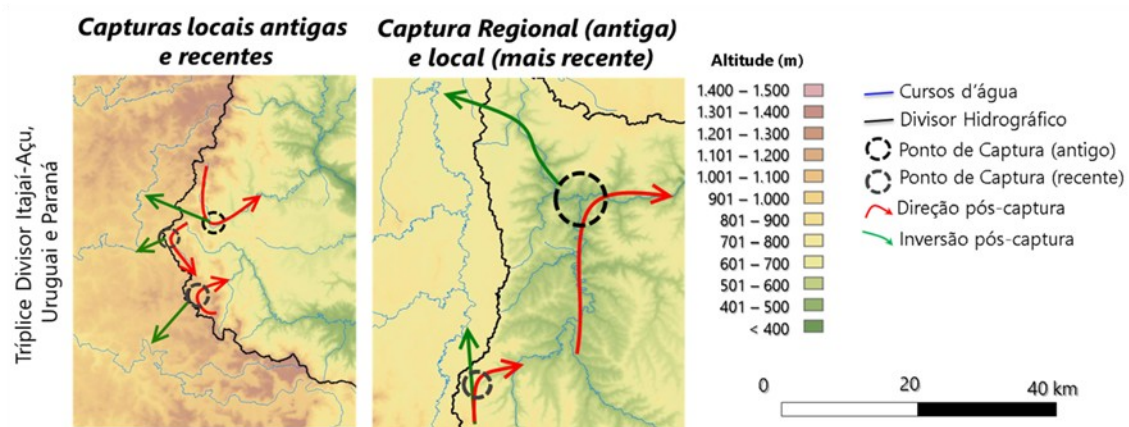 Capturas locais antigas
e recentes
Captura Regional (antiga)
e local (mais recente)
Tríplice Divisor Itajaí-Açu,
Uruguai e Paraná
Altitude (m)
1.400 – 1.500
1.301 – 1.400
1.201 – 1.300
1.101 – 1.200
1.001 – 1.100
901 – 1.000
801 – 900
701 – 800
601 – 700
501 – 600
401 – 500
< 400
Cursos d'água
Divisor Hidrográfico
Ponto de Captura (antigo)
Ponto de Captura (recente)
Direção pós-captura
Inversão pós-captura
0 20 40 km